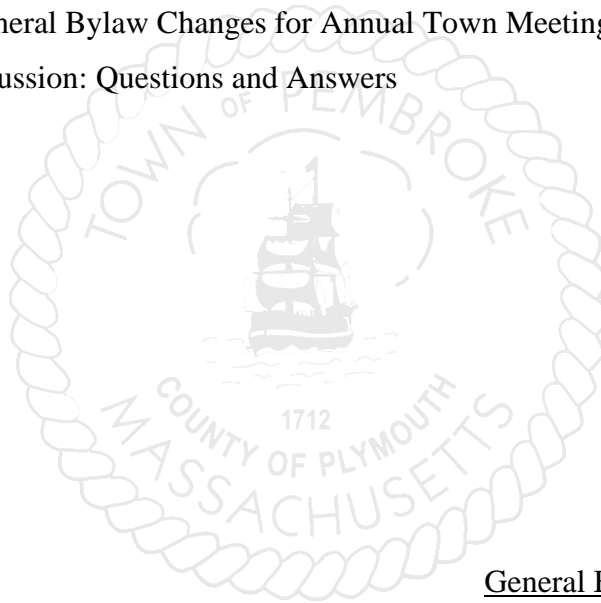 neral Bylaw Changes for Annual Town Meeting
ussion: Questions and Answers
TOWN OF PEMBROKE
1712
COUNTY OF PLYMOUTH
MASSACHUSETTS
General